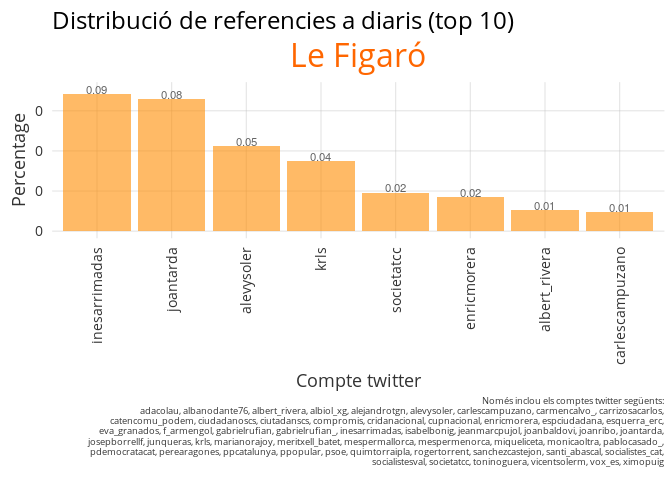 Distribució de referencies a diaris (top 10)
Le Figaró
Percentage
0
0
0
0
0.09
0.08
0.05
0.04
0.02
0.02
0.01
0.01
inesarrimadas
joantarda
alevysoler
krls
societatcc
enricmorera
albert_rivera
carlescampuzano
Compte twitter
Només inclou els comptes twitter següents:
adacolau, albanodante76, albert_rivera, albiol_xg, alejandrotgn, alevysoler, carlescampuzano, carmencalvo_, carrizosacarlos,
catencomu_podem, ciudadanoscs, ciutadanscs, compromis, cridanacional, cupnacional, enricmorera, espciudadana, esquerra_erc,
eva_granados, f_armengol, gabrielrufian, gabrielrufian_, inesarrimadas, isabelbonig, jeanmarcpujol, joanbaldovi, joanribo, joantarda,
josepborrellf, junqueras, krls, marianorajoy, meritxell_batet, mespermallorca, mespermenorca, miqueliceta, monicaoltra, pablocasado_,
pdemocratacat, perearagones, ppcatalunya, ppopular, psoe, quimtorraipla, rogertorrent, sanchezcastejon, santi_abascal, socialistes_cat,
socialistesval, societatcc, toninoguera, vicentsolerm, vox_es, ximopuig